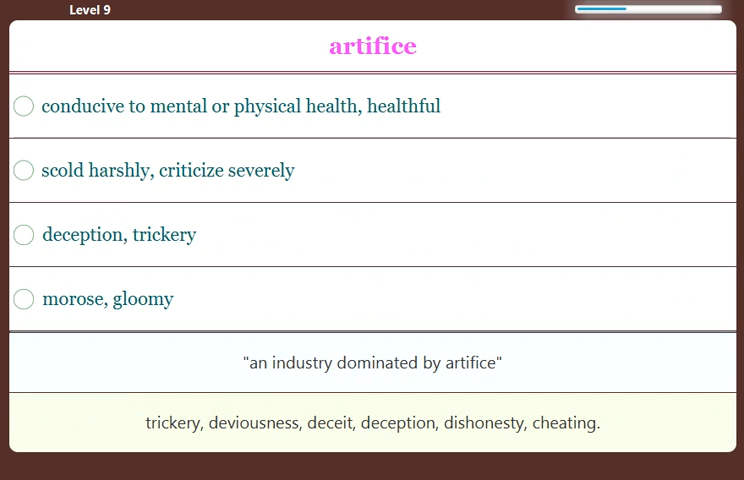 Level 9
artifice
conducive to mental or physical health, healthful
scold harshly, criticize severely
deception, trickery
morose, gloomy
"an industry dominated by artifice"
trickery, deviousness, deceit, deception, dishonesty, cheating.